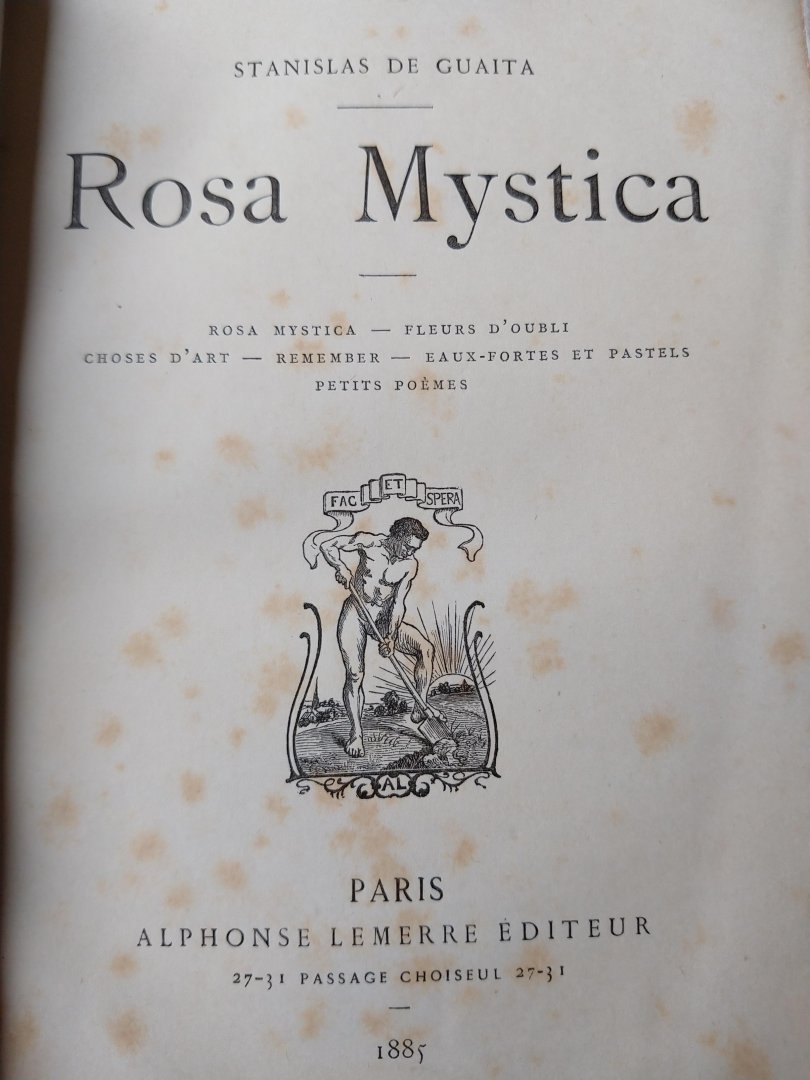 STANISLAS DE GUAITA
Rosa Mystica
ROSA MYSTICA — FLEURS D'OUBLI
CHOSES D'ART — REMEMBER — EAUX-FORTES ET PASTELS
PETITS POÈMES
FAC ET SPERA
AL
PARIS
ALPHONSE LEMERRE ÉDITEUR
27-31 PASSAGE CHOISEUL 27-31
1885